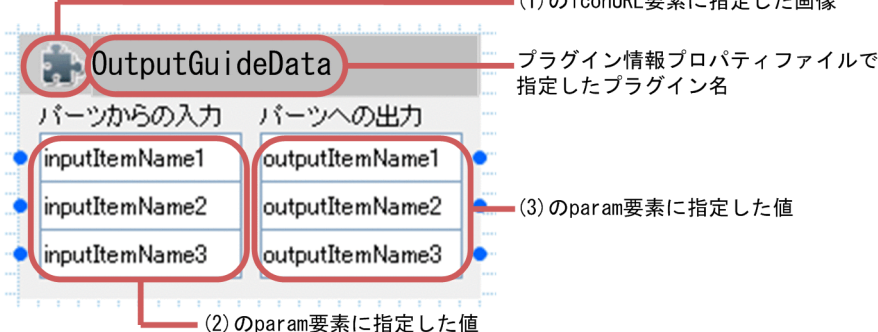 (1)のiconURL要素に指定した画像
OutputGuideData
プラグイン情報プロパティファイルで
指定したプラグイン名
パーツからの入力 パーツへの出力
inputItemName1 outputItemName1
inputItemName2 outputItemName2
(3)のparam要素に指定した値
inputItemName3 outputItemName3
(2)のparam要素に指定した値